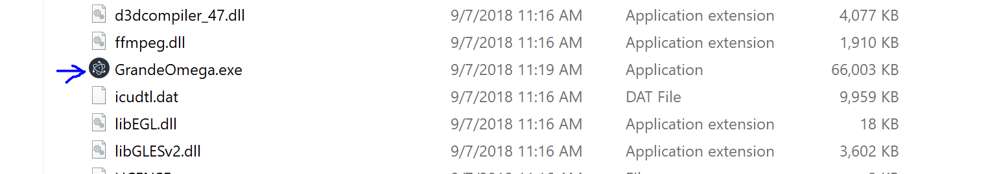 d3dcompiler_47.dll 9/7/2018 11:16 AM Application extension 4,077 KB
ffmpeg.dll 9/7/2018 11:16 AM Application extension 1,910 KB
GrandeOmega.exe 9/7/2018 11:19 AM Application 66,003 KB
icudtl.dat 9/7/2018 11:16 AM DAT File 9,959 KB
libEGL.dll 9/7/2018 11:16 AM Application extension 18 KB
libGLESv2.dll 9/7/2018 11:16 AM Application extension 3,602 KB